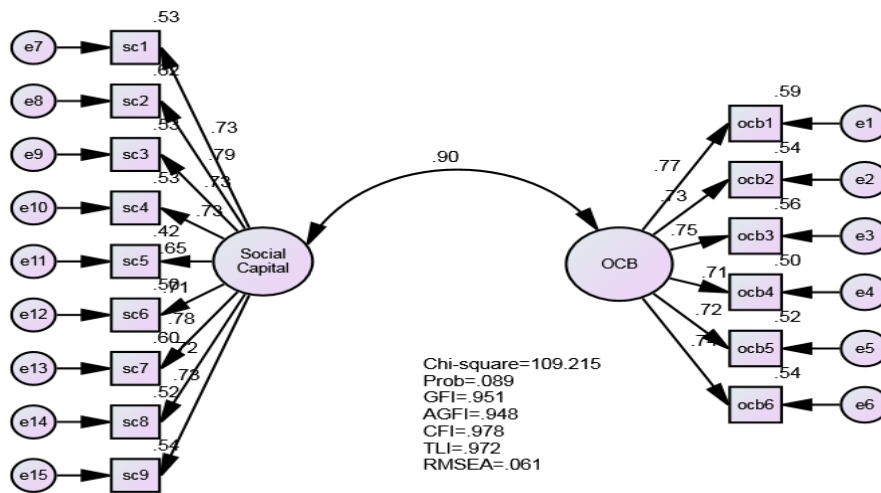 .53
e7 sc1
.62
e8 sc2
.53
e9 sc3
.53
e10 sc4
.42
e11 sc5
.50
e12 sc6
.60
e13 sc7
.52
e14 sc8
.54
e15 sc9
.73
.79
.73
.73
.65
.71
.78
.72
.73
Social
Capital
.90
OCB
.77
.73
.75
.71
.72
.59
ocb1 e1
.54
ocb2 e2
.56
ocb3 e3
.50
ocb4 e4
.52
ocb5 e5
.54
ocb6 e6
Chi-square=109.215
Prob=.089
GFI=.951
AGFI=.948
CFI=.978
TLI=.972
RMSEA=.061